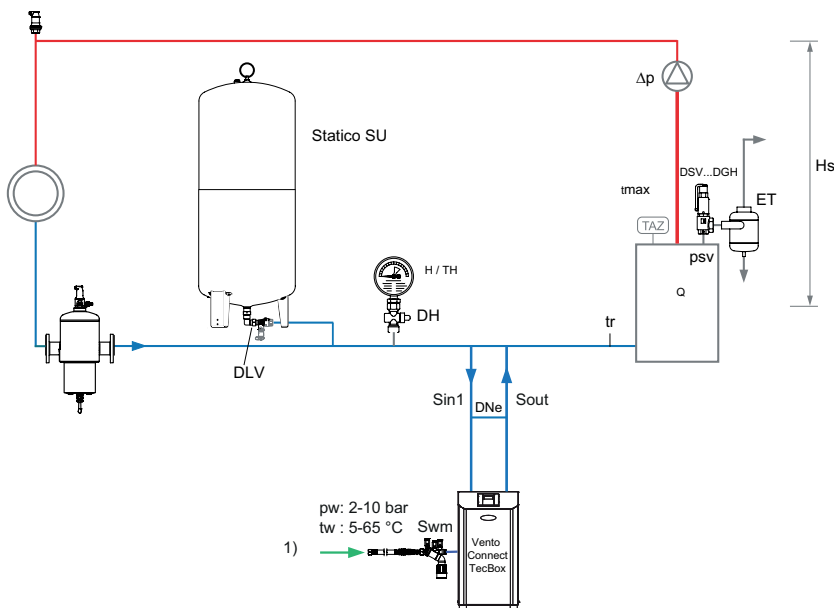 Δp
Statico SU
Hs
DSV...DGH
tmax
ET
TAZ
psv
H / TH
Q
DH
tr
DLV
Sin1
DNe
Sout
pw: 2-10 bar
tw : 5-65 °C
Swm
1)
Vento
Connect
TecBox